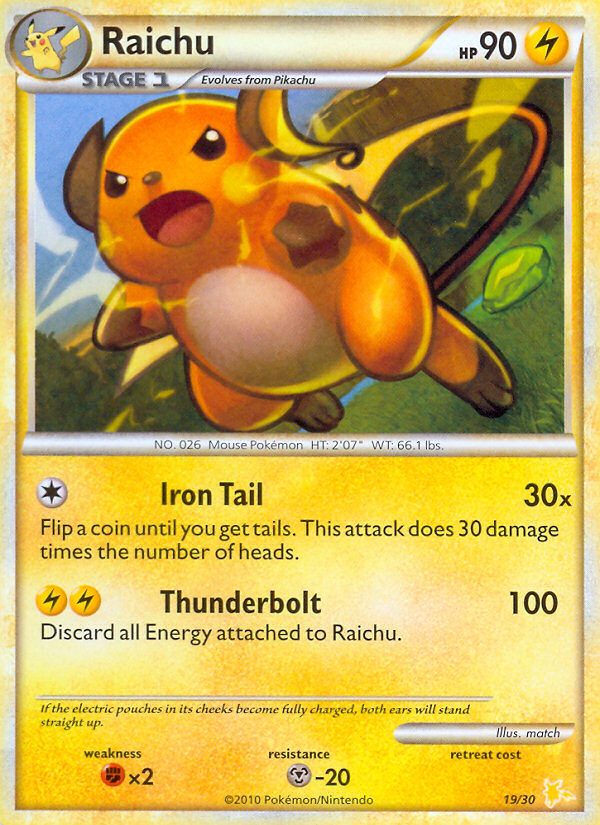 Raichu HP 90
STAGE 1 Evolves from Pikachu
NO. 026 Mouse Pokémon HT: 2'07" WT: 66.1 lbs.
Iron Tail 30x
Flip a coin until you get tails. This attack does 30 damage
times the number of heads.
Thunderbolt 100
Discard all Energy attached to Raichu.
If the electric pouches in its cheeks become fully charged, both ears will stand
straight up.
Illus. match
weakness resistance retreat cost
x2 -20
©2010 Pokémon/Nintendo 19/30